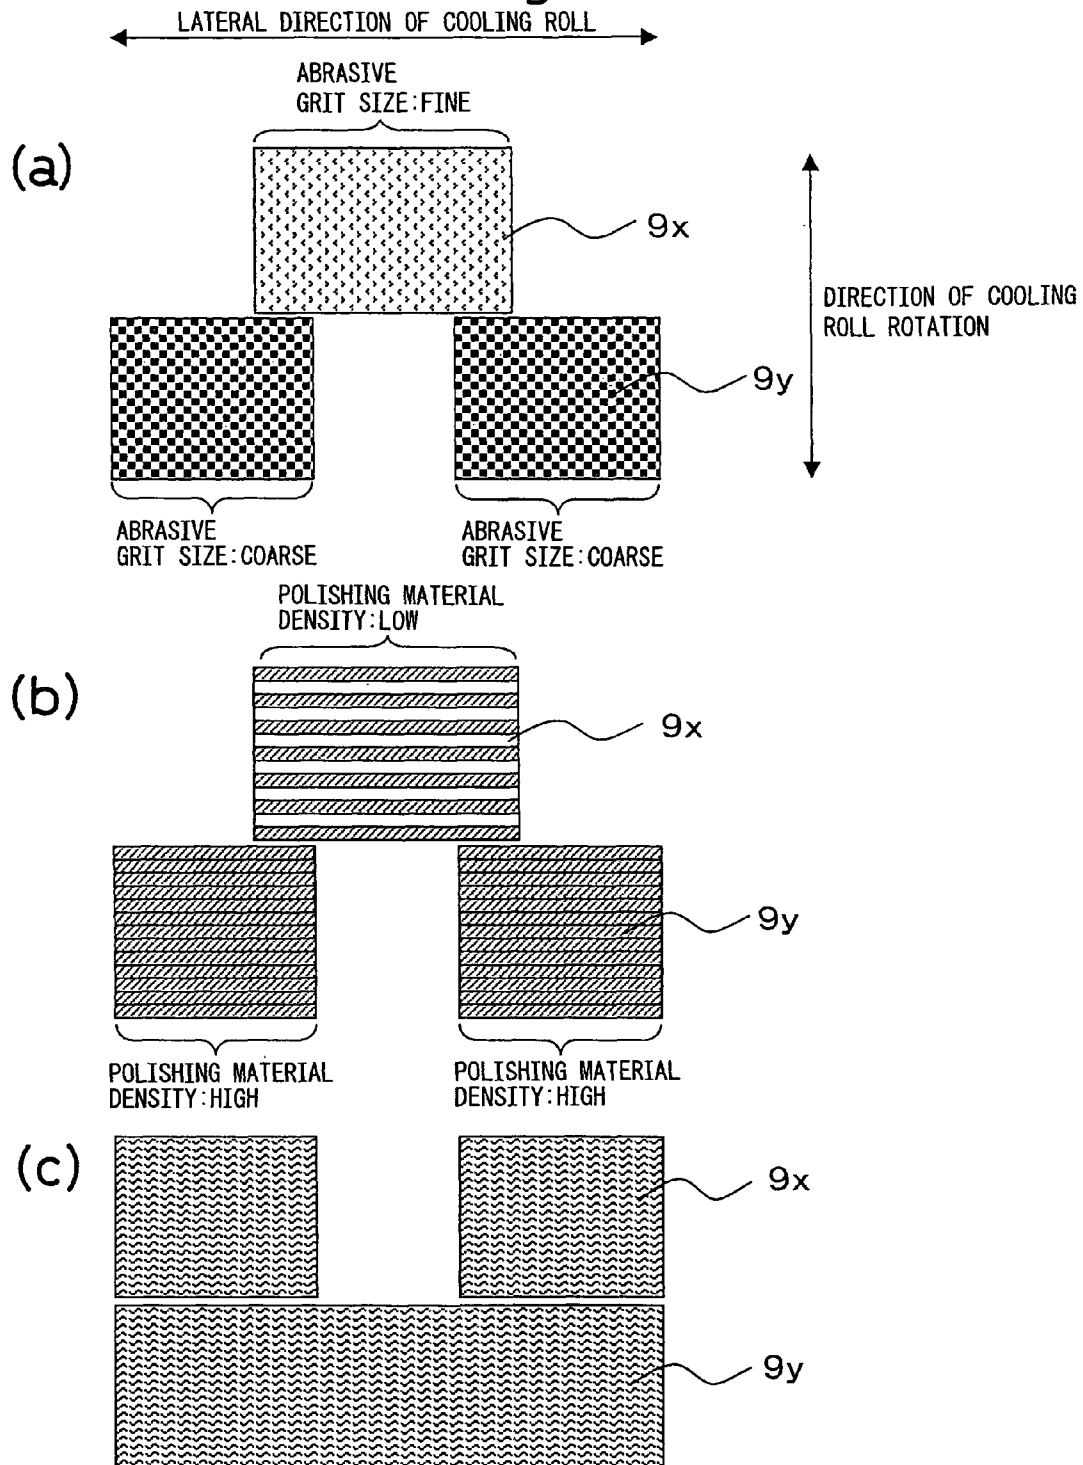 LATERAL DIRECTION OF COOLING ROLL
ABRASIVE
GRIT SIZE:FINE
(a)
9x
DIRECTION OF COOLING
ROLL ROTATION
9y
ABRASIVE
GRIT SIZE:COARSE
ABRASIVE
GRIT SIZE:COARSE
POLISHING MATERIAL
DENSITY:LOW
(b)
9x
9y
POLISHING MATERIAL
DENSITY:HIGH
POLISHING MATERIAL
DENSITY:HIGH
(c)
9x
9y